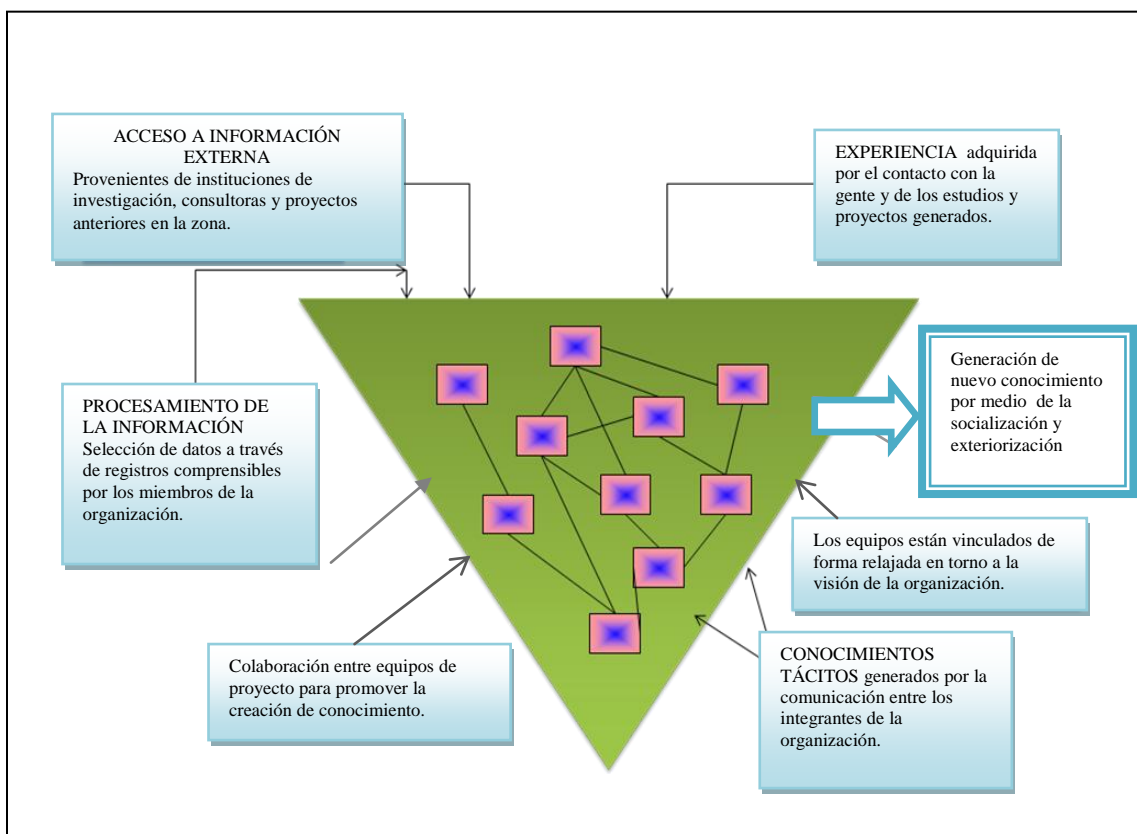 ACCESO A INFORMACIÓN
EXTERNA
Provenientes de instituciones de
investigación, consultoras y proyectos
anteriores en la zona.
EXPERIENCIA adquirida
por el contacto con la
gente y de los estudios y
proyectos generados.
PROCESAMIENTO DE
LA INFORMACIÓN
Selección de datos a través
de registros comprensibles
por los miembros de la
organización.
Generación de
nuevo conocimiento
por medio de la
socialización y
exteriorización
Los equipos están vinculados de
forma relajada en torno a la
visión de la organización.
Colaboración entre equipos de
proyecto para promover la
creación de conocimiento.
CONOCIMIENTOS
TÁCITOS generados por la
comunicación entre los
integrantes de la
organización.